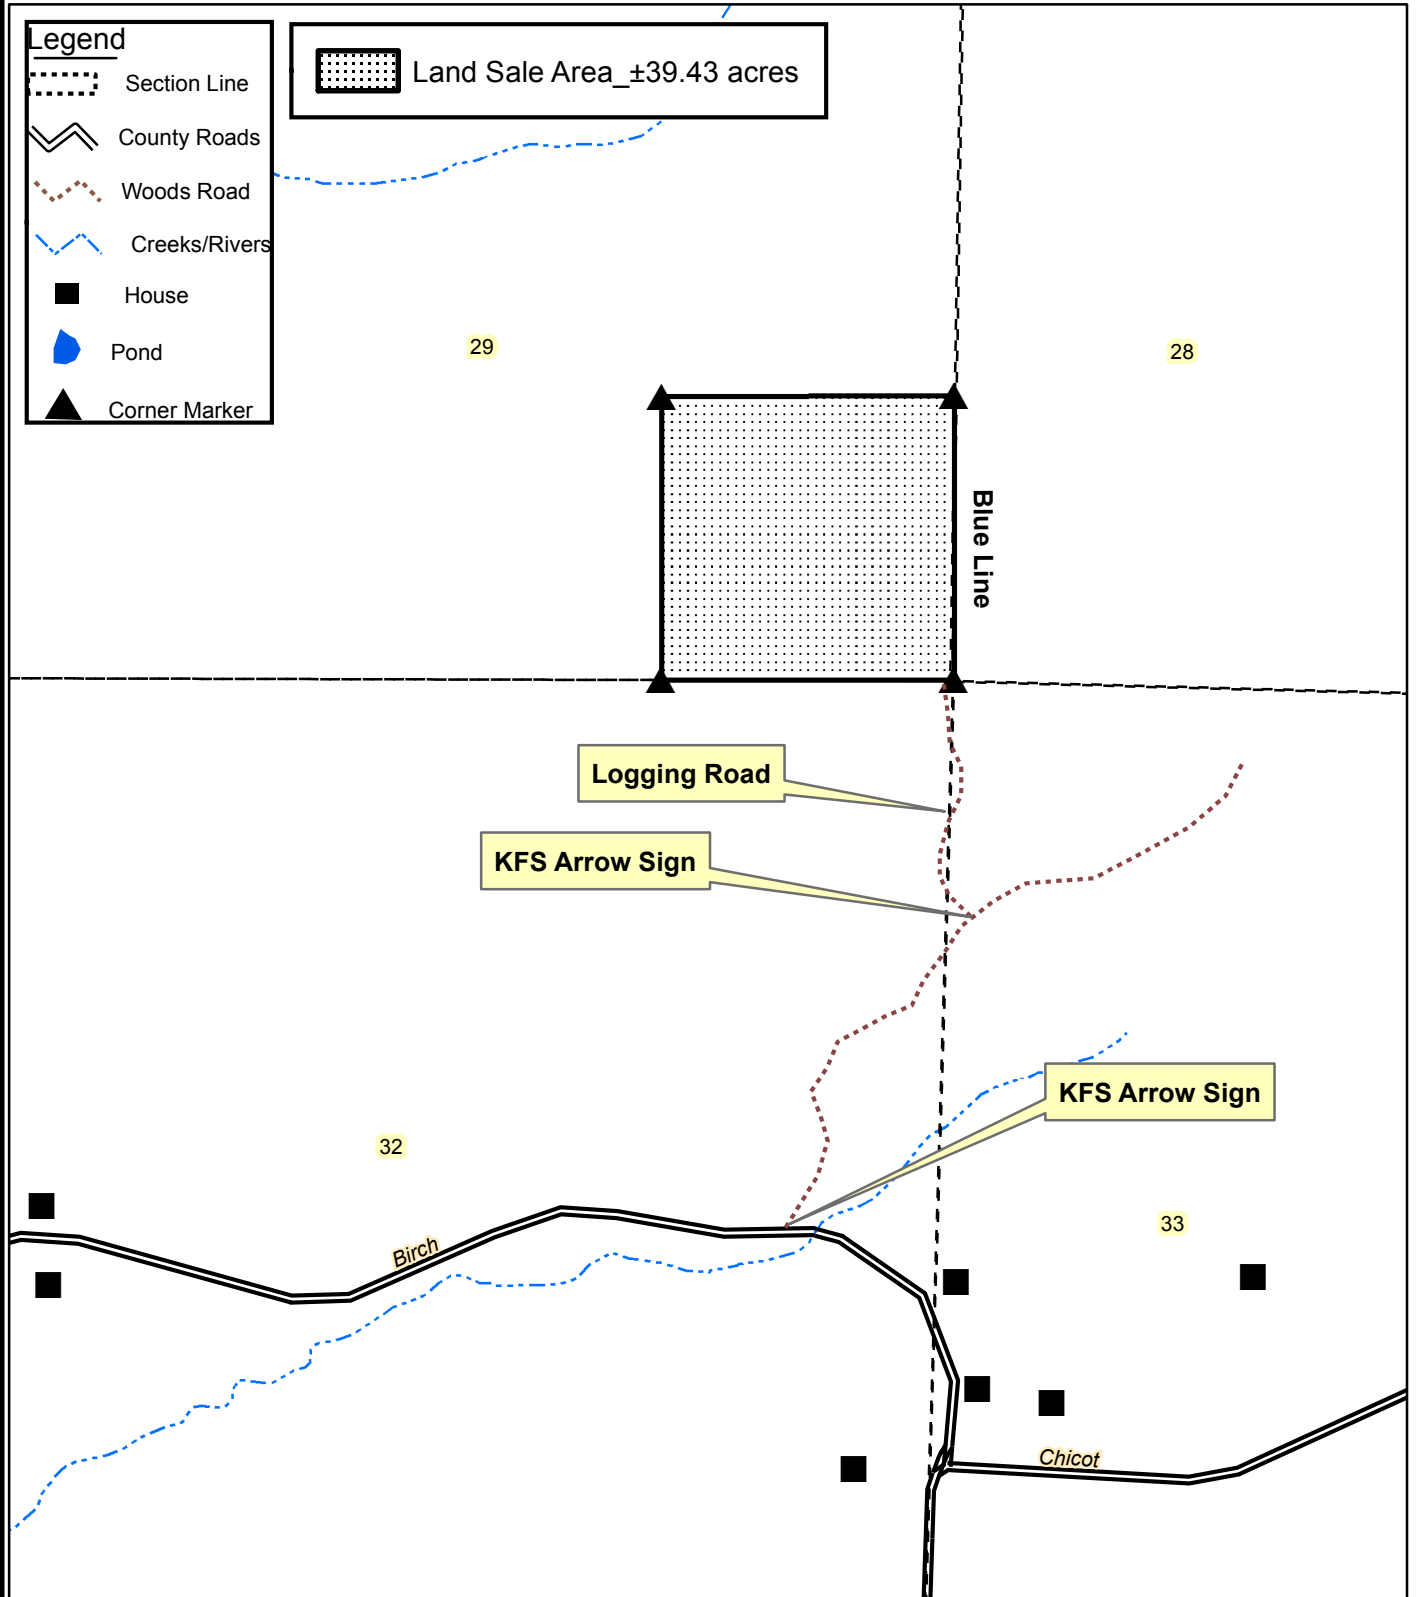 Legend
Section Line
County Roads
Woods Road
Creeks/Rivers
House
Pond
Corner Marker
Land Sale Area_±39.43 acres
29
28
Blue Line
Logging Road
KFS Arrow Sign
KFS Arrow Sign
32
33
Birch
Chicot